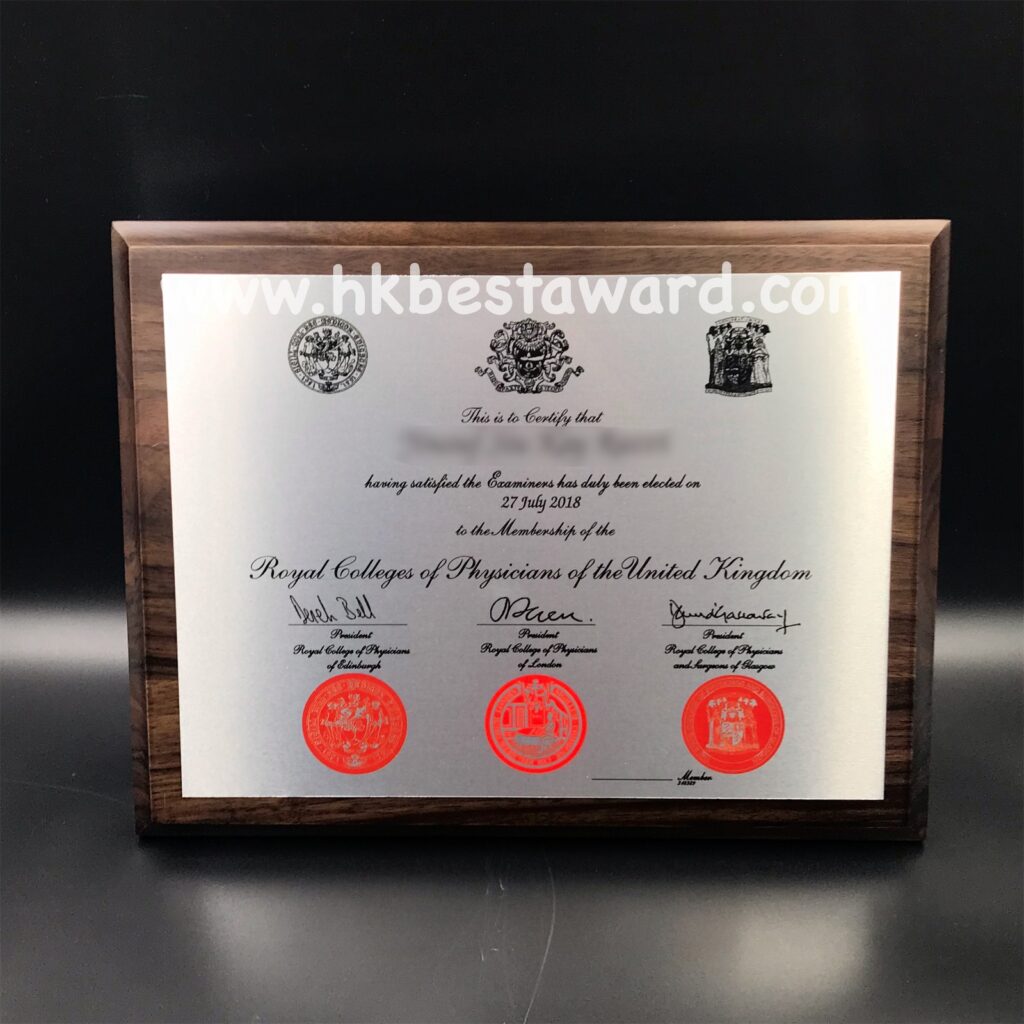 www.hkbestaward.com
This is to Certify that
having satisfied the Examiners has duly been elected on
27 July 2018
to the Membership of the
Royal Colleges of Physicians of the United Kingdom
President
Royal College of Physicians
of Edinburgh
President
Royal College of Physicians
of London
President
Royal College of Physicians
and Surgeons of Glasgow
Member